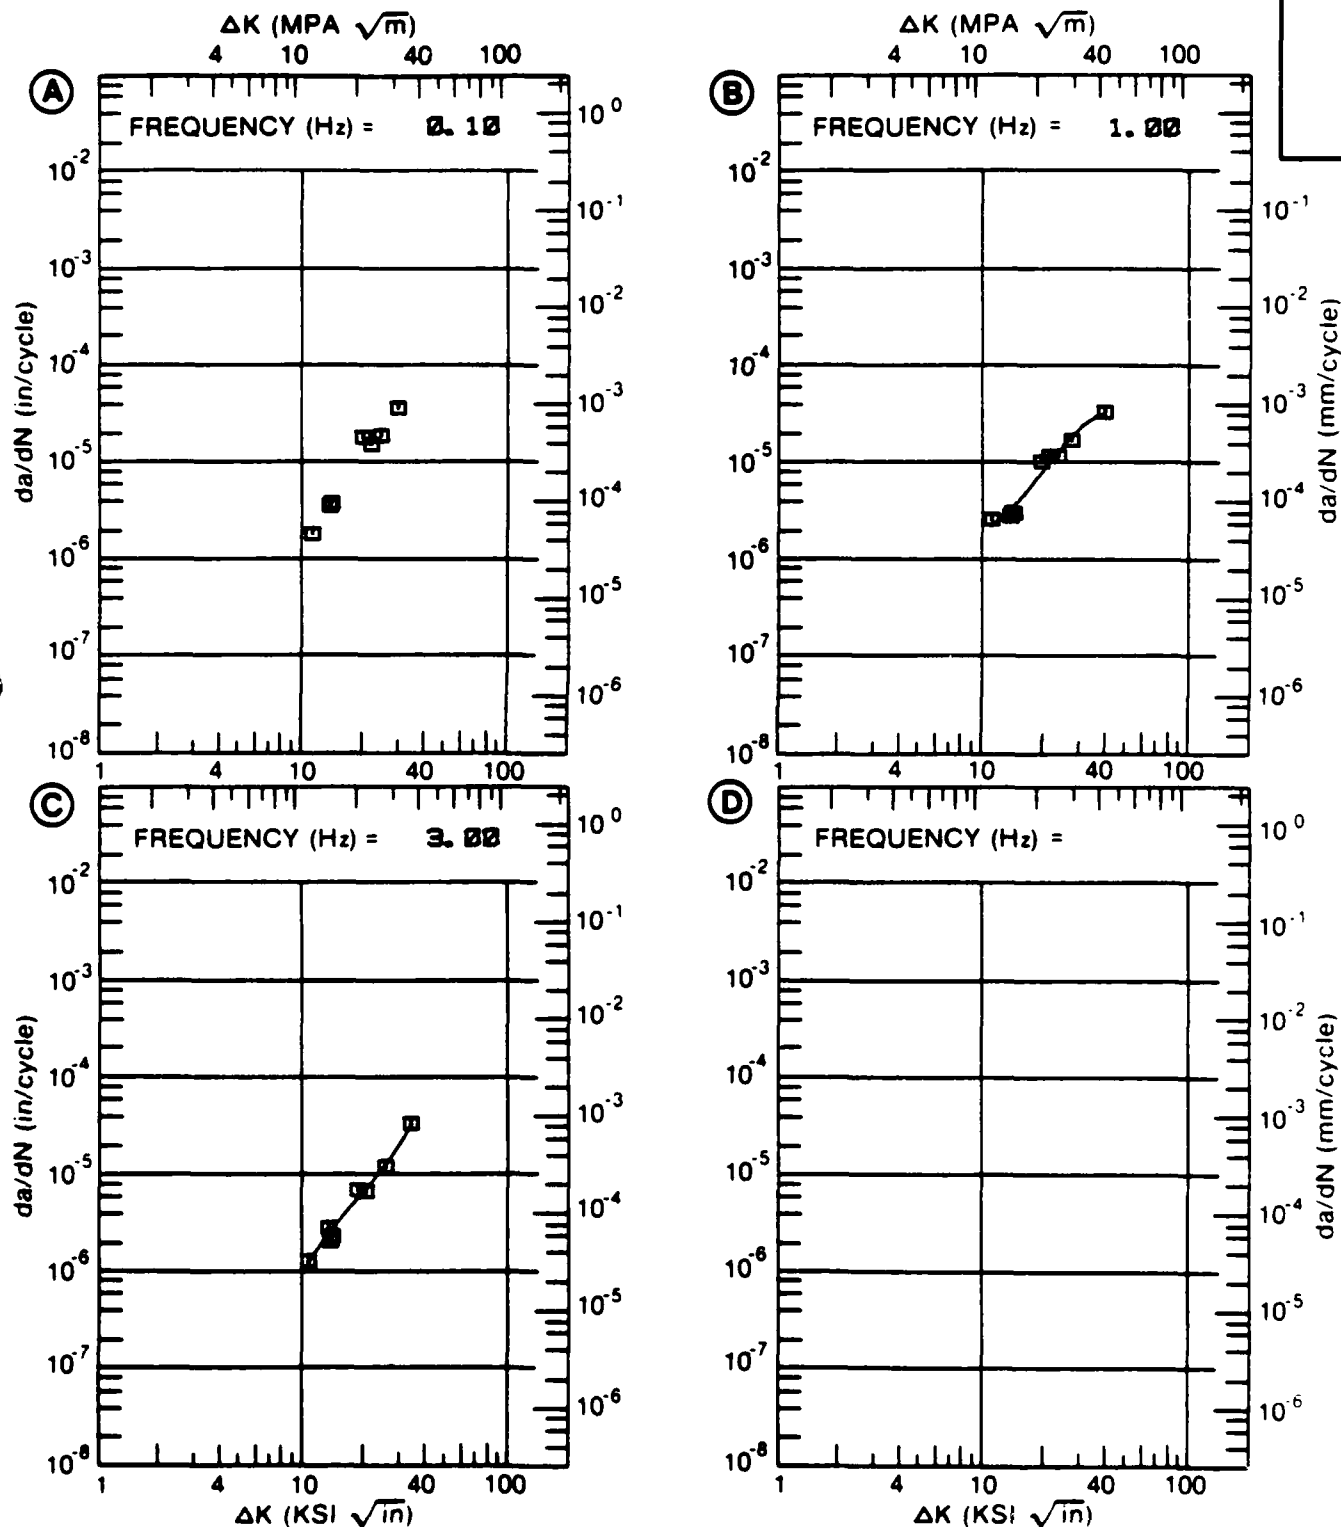 ΔK (MPA √m)
4 10 40 100
A
FREQUENCY (Hz) = 0.10
10^0
10^-2
10^-1
10^-3
10^-2
10^-4
10^-3
10^-5
10^-4
10^-6
10^-5
10^-7
10^-6
10^-8
1 4 10 40 100
da/dN (in/cycle)
ΔK (MPA √m)
4 10 40 100
B
FREQUENCY (Hz) = 1.00
10^-2
10^-1
10^-3
10^-2
10^-4
10^-3
10^-5
10^-4
10^-6
10^-5
10^-7
10^-6
10^-8
1 4 10 40 100
da/dN (mm/cycle)
C
FREQUENCY (Hz) = 3.00
10^0
10^-2
10^-1
10^-3
10^-2
10^-4
10^-3
10^-5
10^-4
10^-6
10^-5
10^-7
10^-6
10^-8
1 4 10 40 100
da/dN (in/cycle)
ΔK (KSI √in)
D
FREQUENCY (Hz) =
10^0
10^-2
10^-1
10^-3
10^-2
10^-4
10^-3
10^-5
10^-4
10^-6
10^-5
10^-7
10^-6
10^-8
1 4 10 40 100
da/dN (mm/cycle)
ΔK (KSI √in)